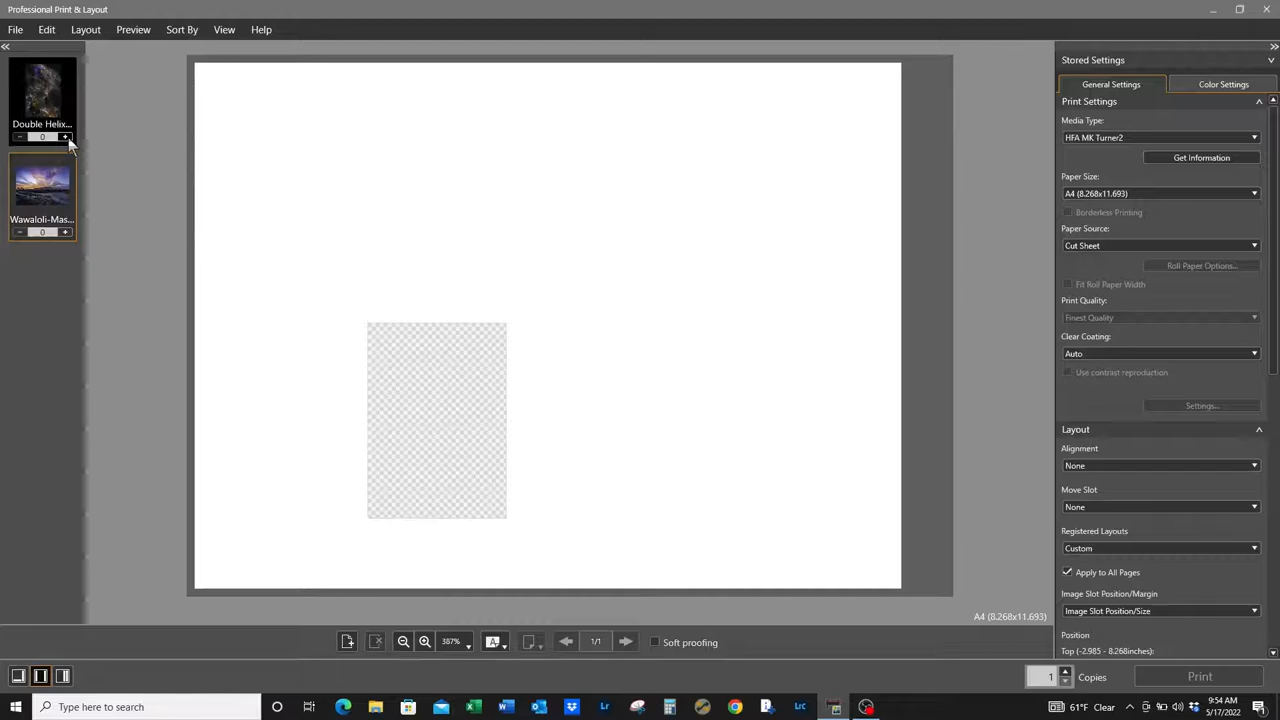 Professional Print & Layout
File Edit Layout Preview Sort By View Help
Double Helix...
0
Wawaloli-Mas...
0
A4 (8.268x11.693)
387%
1/1
Soft proofing
Stored Settings
General Settings
Color Settings
Print Settings
Media Type:
HFA MK Turner2
Get Information
Paper Size:
A4 (8.268x11.693)
Borderless Printing
Paper Source:
Cut Sheet
Roll Paper Options...
Fit Roll Paper Width
Print Quality:
Finest Quality
Clear Coating:
Auto
Use contrast reproduction
Settings...
Layout
Alignment
None
Move Slot
None
Registered Layouts
Custom
Apply to All Pages
Image Slot Position/Margin
Image Slot Position/Size
Position
Top (-2.985 - 8.268inches):
1 Copies
Print
Type here to search
Lr
Lrc
61°F Clear
9:54 AM
5/17/2022